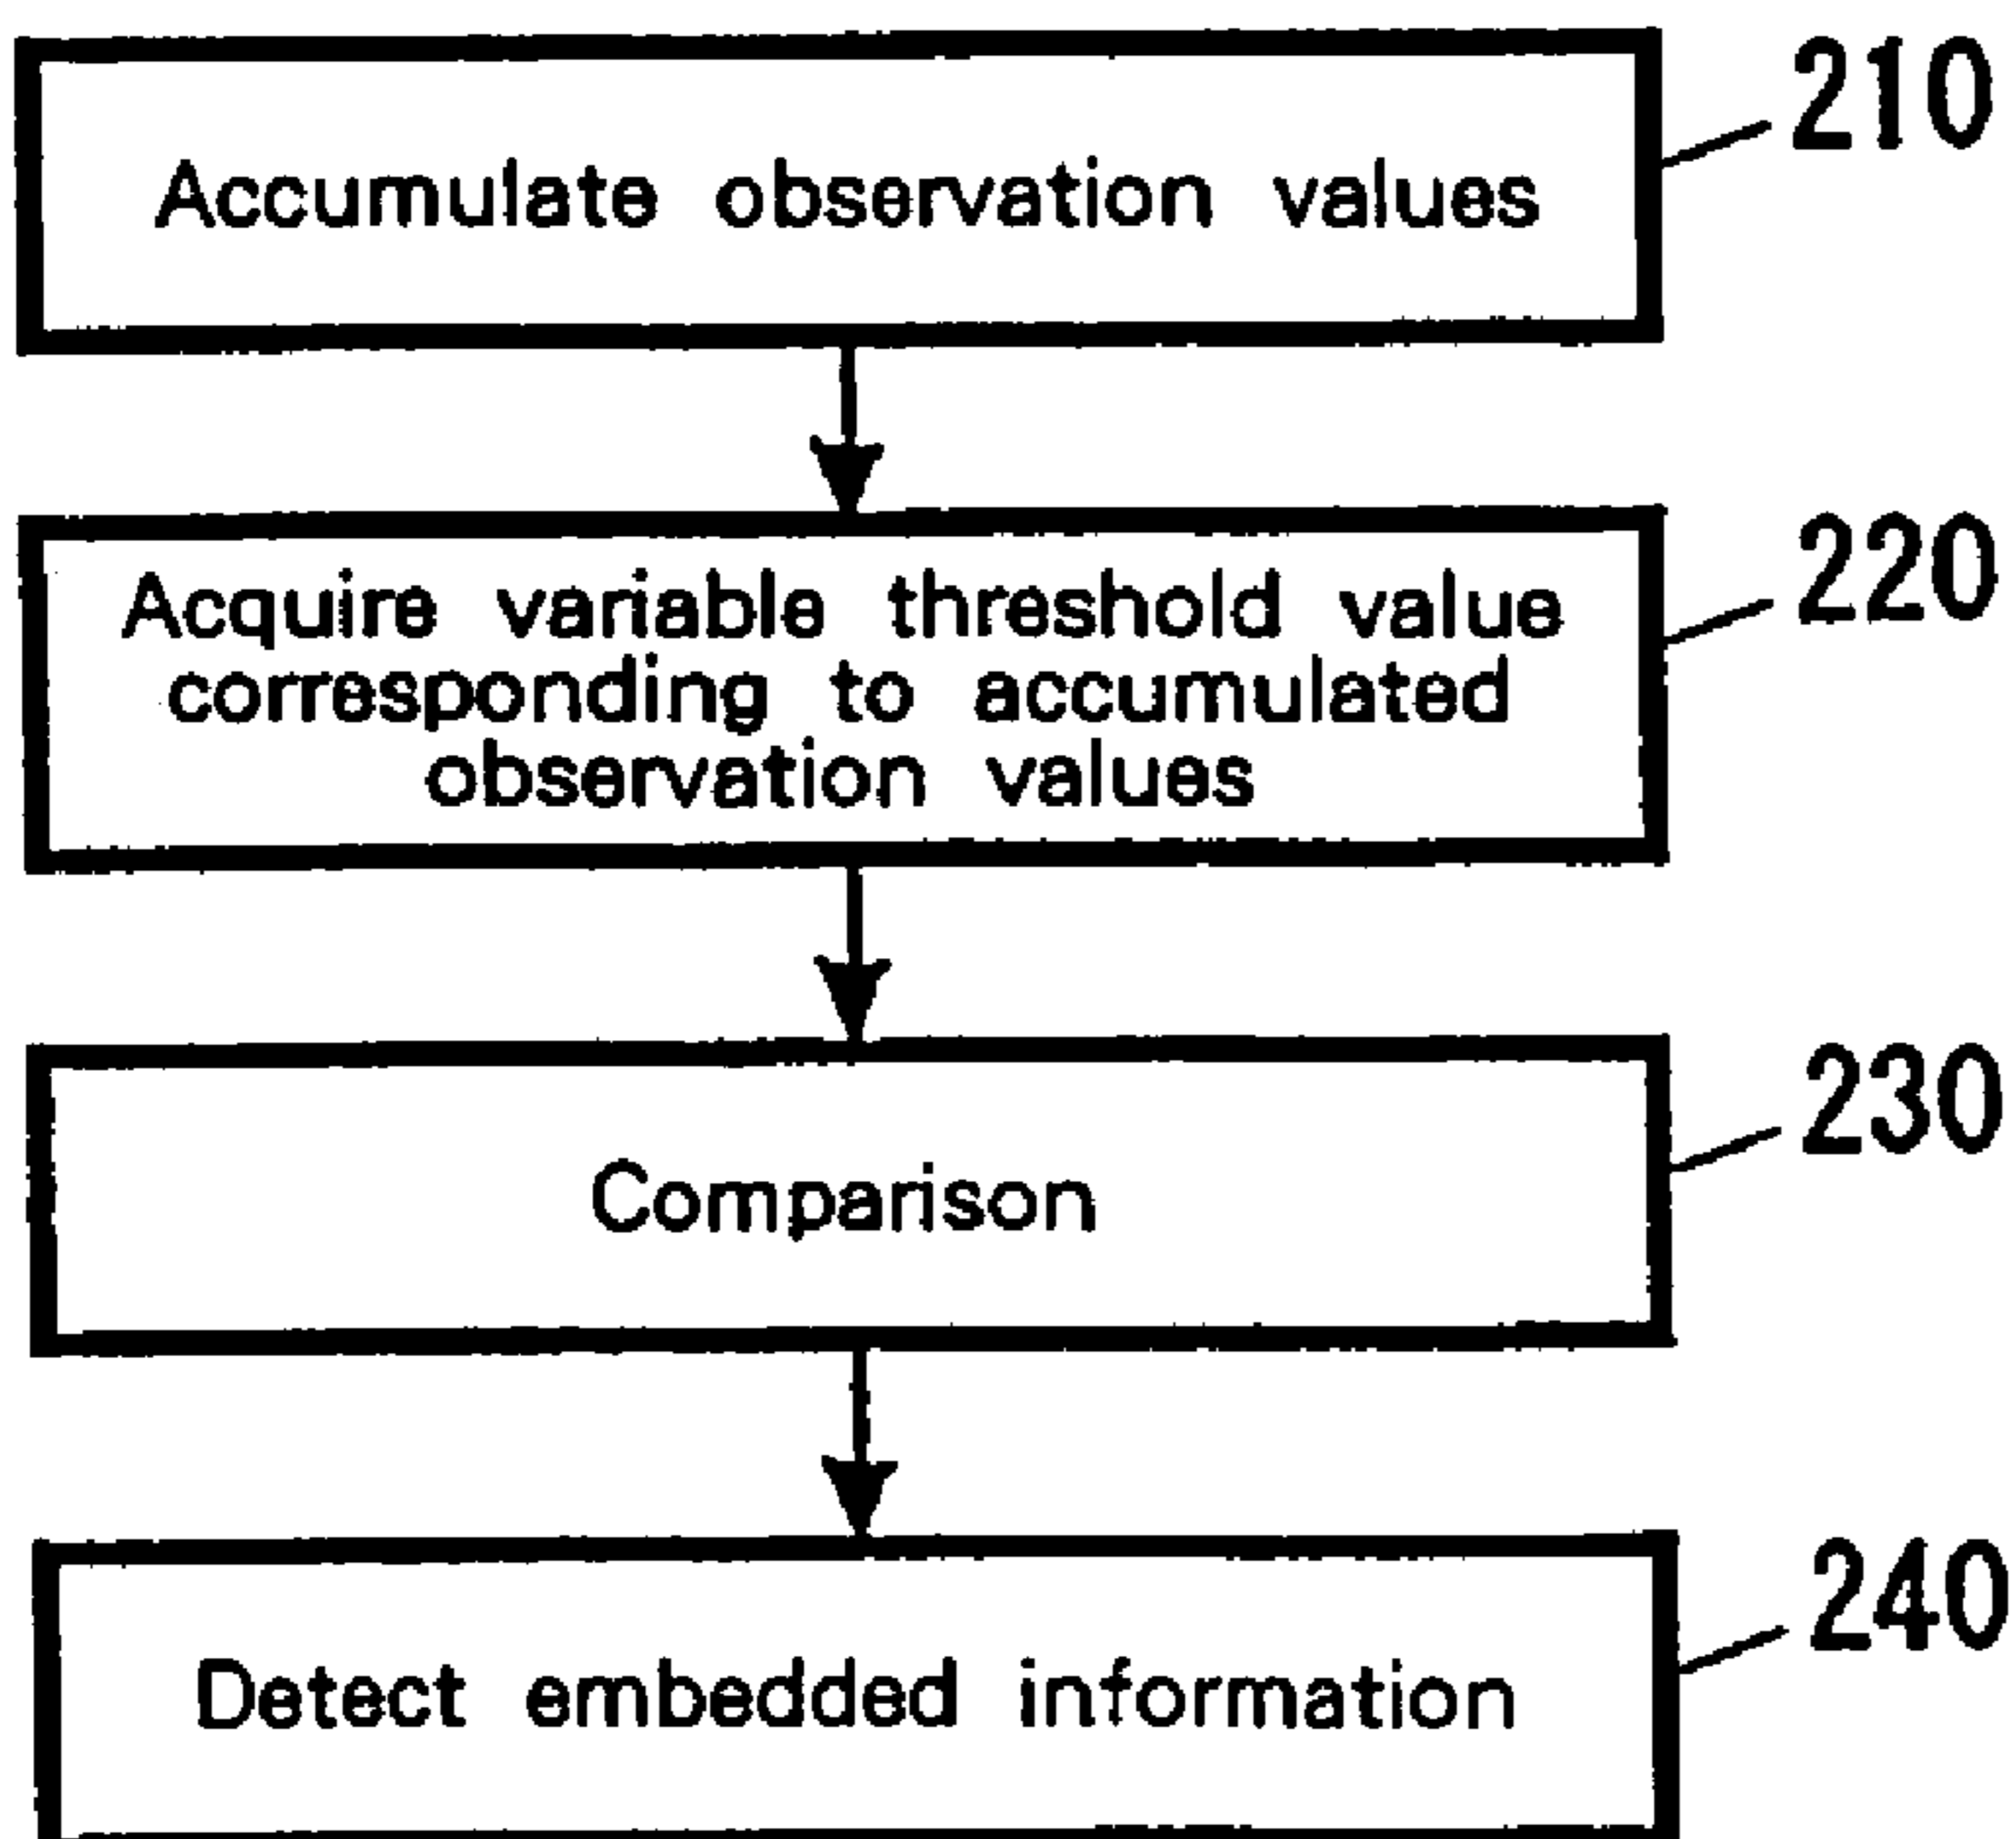 210
Accumulate observation values
220
Acquire variable threshold value
corresponding to accumulated
observation values
230
Comparison
240
Detect embedded information